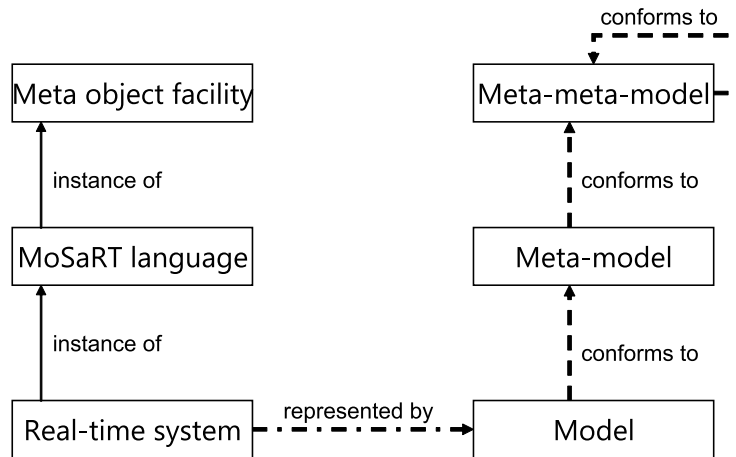 conforms to
Meta object facility
Meta-meta-model
instance of
conforms to
MoSaRT language
Meta-model
instance of
conforms to
represented by
Real-time system
Model